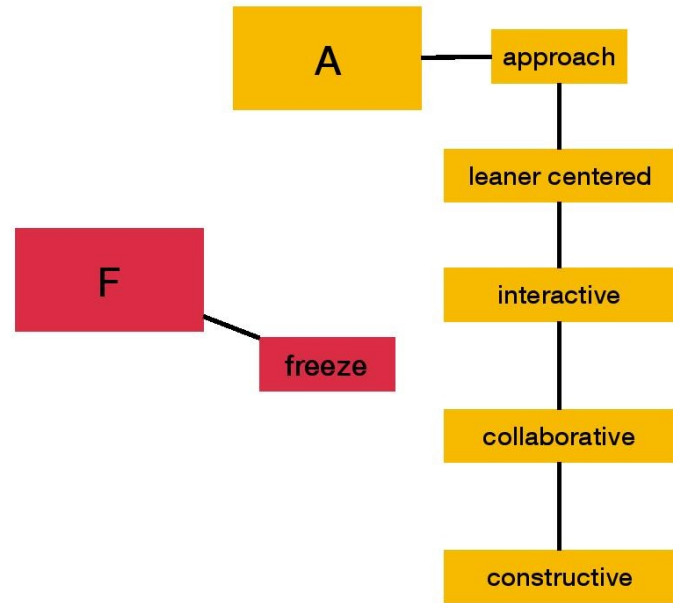 A
approach
leaner centered
interactive
collaborative
constructive
F
freeze